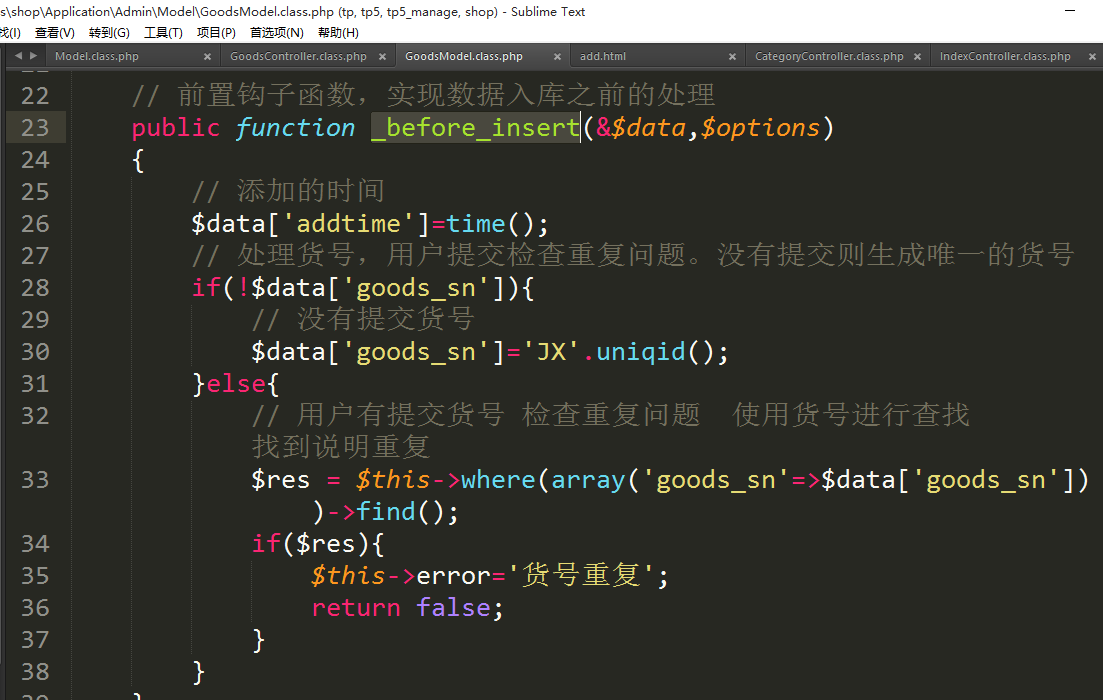 s\shop\Application\Admin\Model\GoodsModel.class.php (tp, tp5, tp5_manage, shop) - Sublime Text
找(I) 查看(V) 转到(G) 工具(T) 项目(P) 首选项(N) 帮助(H)
Model.class.php × GoodsController.class.php × GoodsModel.class.php × add.html × CategoryController.class.php × IndexController.class.php ×
22 // 前置钩子函数，实现数据入库之前的处理
23 public function _before_insert(&$data,$options)
24 {
25 // 添加的时间
26 $data['addtime']=time();
27 // 处理货号，用户提交检查重复问题。没有提交则生成唯一的货号
28 if(!$data['goods_sn']){
29 // 没有提交货号
30 $data['goods_sn']='JX'.uniqid();
31 }else{
32 // 用户有提交货号 检查重复问题 使用货号进行查找
找到说明重复
33 $res = $this->where(array('goods_sn'=>$data['goods_sn'])
)->find();
34 if($res){
35 $this->error='货号重复';
36 return false;
37 }
38 }